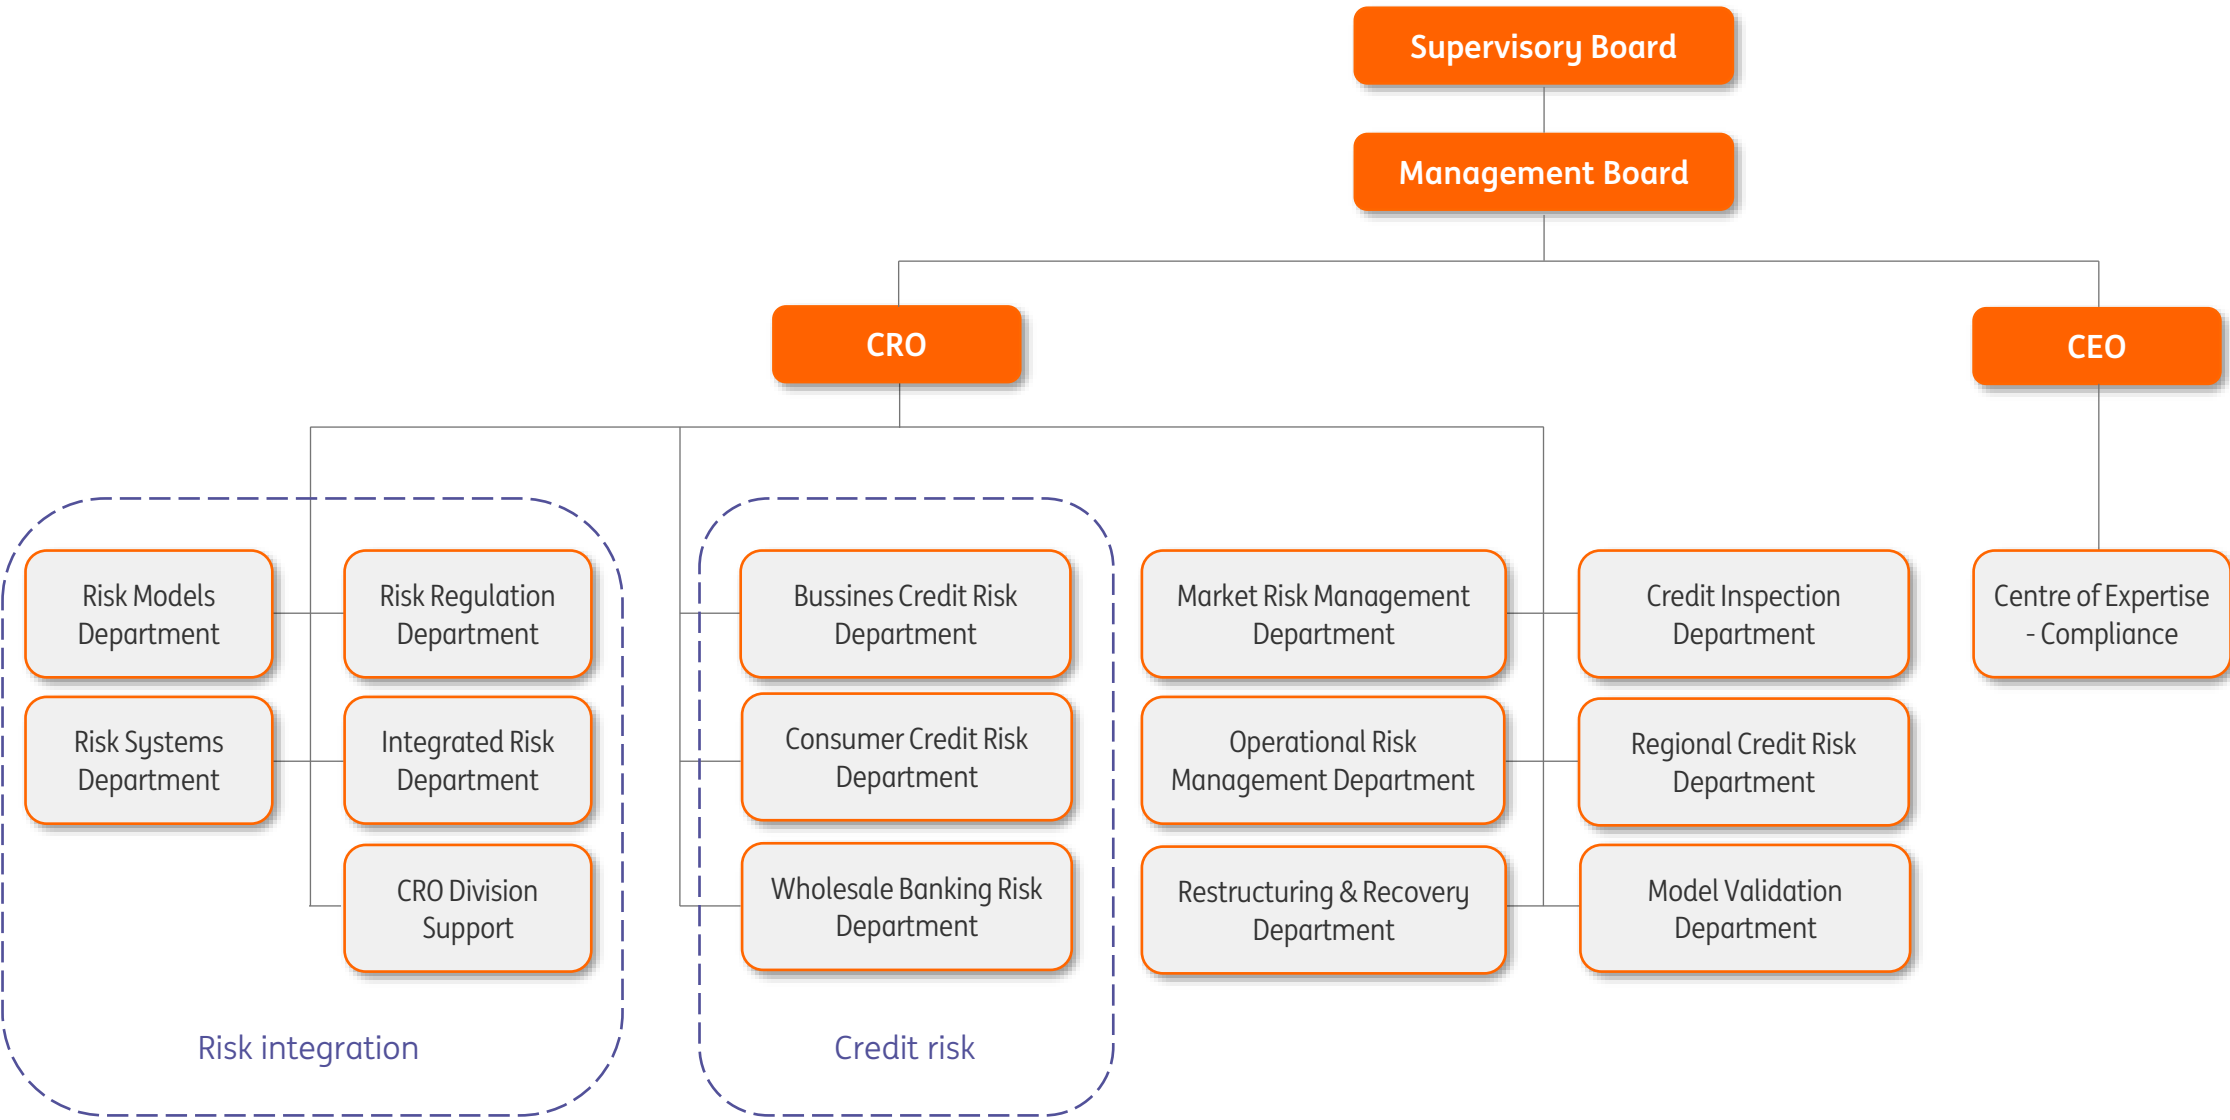 Supervisory Board
Management Board
CRO
CEO
Risk Models
Department
Risk Regulation
Department
Bussines Credit Risk
Department
Market Risk Management
Department
Credit Inspection
Department
Centre of Expertise
- Compliance
Risk Systems
Department
Integrated Risk
Department
Consumer Credit Risk
Department
Operational Risk
Management Department
Regional Credit Risk
Department
CRO Division
Support
Wholesale Banking Risk
Department
Restructuring & Recovery
Department
Model Validation
Department
Risk integration
Credit risk